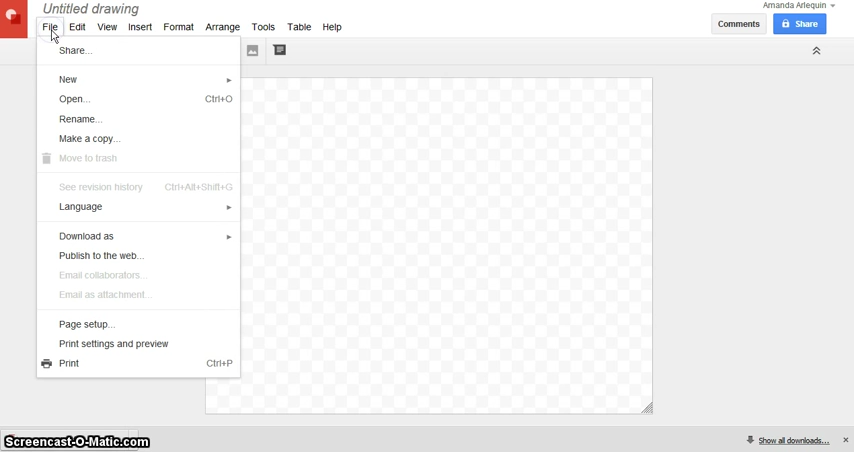 Untitled drawing
Amanda Arlequin
File Edit View Insert Format Arrange Tools Table Help
Comments
Share
Share...
New
Open... Ctrl+O
Rename...
Make a copy...
Move to trash
See revision history Ctrl+Alt+Shift+G
Language
Download as
Publish to the web...
Email collaborators...
Email as attachment...
Page setup...
Print settings and preview
Print Ctrl+P
Screencast-O-Matic.com
Show all downloads...